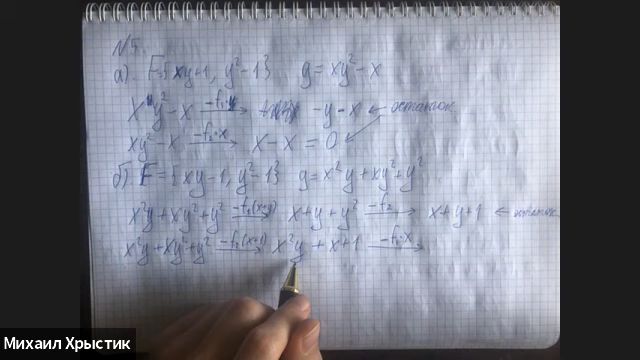 №5.
а). F={xy+1, y²-1} g=xy²-x
xy²-x -f₁·y → -y-x ← остаток
xy²-x -f₂·x → x-x=0
б). F={xy-1, y²-1} g=x²y+xy²+y²
x²y+xy²+y² -f₁(x+y) → x+y+y² -f₂ → x+y+1 ← остаток
x²y+xy²+y² -f₂(x+1) → x²y+x+1 -f₁·x →
Михаил Хрыстик